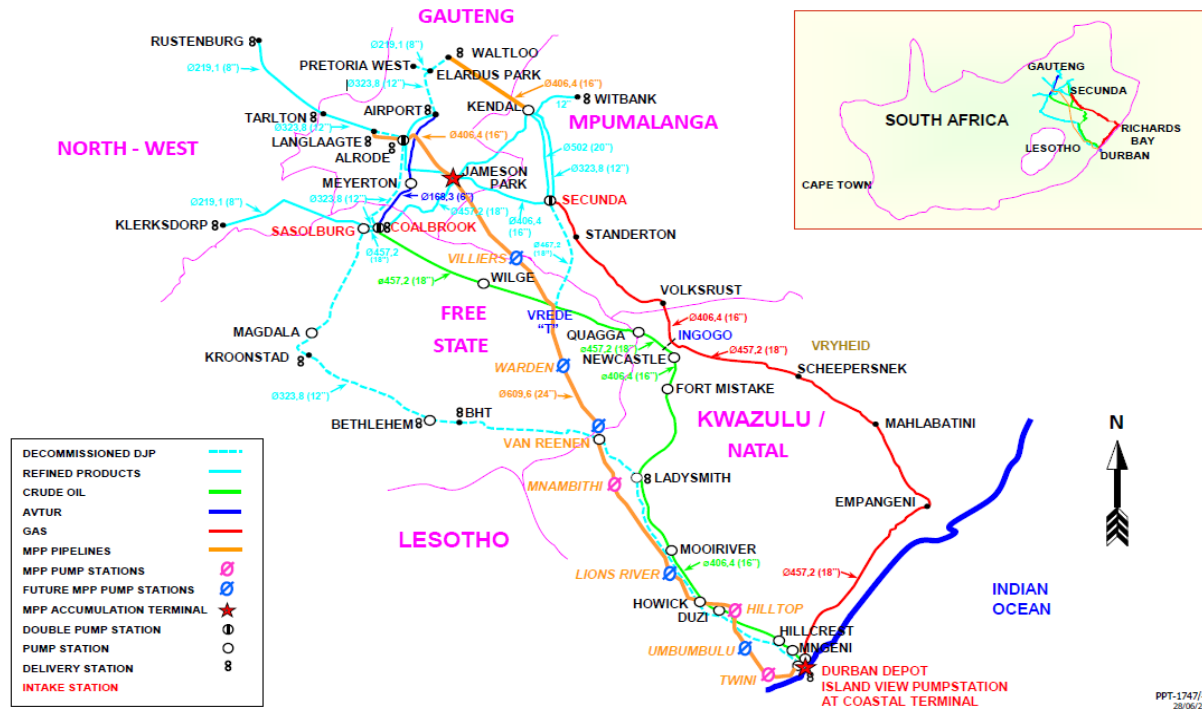 GAUTENG
RUSTENBURG
Ø219,1 (8")
Ø219,1 (8")
WALTLOO
PRETORIA WEST
ELARDUS PARK
Ø323,8 (12")
Ø406,4 (16")
AIRPORT
KENDAL
12"
WITBANK
TARLTON
Ø323,8 (12")
LANGLAAGTE
ALRODE
Ø406,4 (16")
MPUMALANGA
NORTH - WEST
Ø502 (20")
Ø323,8 (12")
JAMESON
PARK
MEYERTON
Ø168,3 (6")
Ø219,1 (8")
Ø323,8 (12")
Ø457,2 (18")
Ø406,4
(16")
SECUNDA
KLERKSDORP
SASOLBURG
COALBROOK
STANDERTON
Ø457,2
(18")
(18")
VILLIERS
ø457,2 (18")
WILGE
VOLKSRUST
FREE
STATE
VREDE
"T"
Ø406,4 (16")
QUAGGA
INGOGO
MAGDALA
ø457,2 (18")
Ø457,2 (18")
VRYHEID
KROONSTAD
NEWCASTLE
WARDEN
ø406,4 (16")
SCHEEPERSNEK
Ø323,8 (12")
Ø609,6 (24")
FORT MISTAKE
BETHLEHEM
BHT
KWAZULU /
NATAL
MAHLABATINI
VAN REENEN
MNAMBITHI
LADYSMITH
EMPANGENI
LESOTHO
MOOIRIVER
ø406,4 (16")
Ø457,2 (18")
LIONS RIVER
INDIAN
OCEAN
HOWICK
DUZI
HILLTOP
HILLCREST
MNGENI
UMBUMBULU
TWINI
DURBAN DEPOT
ISLAND VIEW PUMPSTATION
AT COASTAL TERMINAL
N
GAUTENG
SECUNDA
SOUTH AFRICA
RICHARDS
BAY
LESOTHO
DURBAN
CAPE TOWN
DECOMMISSIONED DJP
REFINED PRODUCTS
CRUDE OIL
AVTUR
GAS
MPP PIPELINES
MPP PUMP STATIONS
FUTURE MPP PUMP STATIONS
MPP ACCUMULATION TERMINAL
DOUBLE PUMP STATION
PUMP STATION
DELIVERY STATION
INTAKE STATION
PPT-1747/
28/06/2